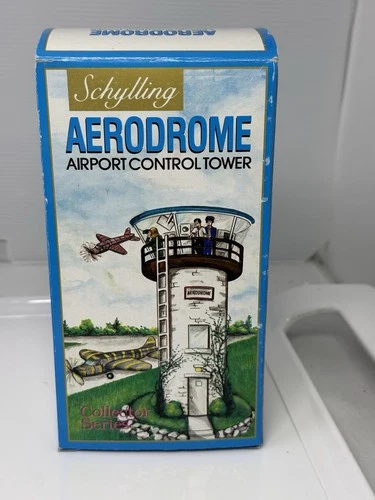 AERODROME
Schylling
AERODROME
AIRPORT CONTROL TOWER
AERODROME
Collector
Series